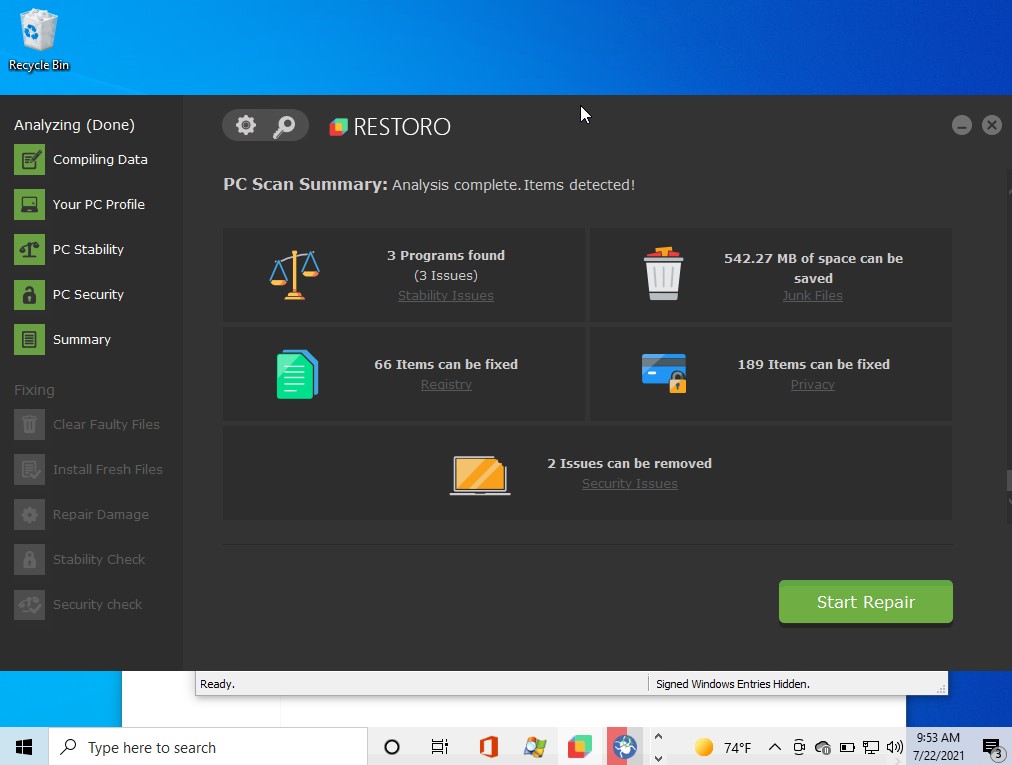 Recycle Bin
Analyzing (Done)
Compiling Data
Your PC Profile
PC Stability
PC Security
Summary
Fixing
Clear Faulty Files
Install Fresh Files
Repair Damage
Stability Check
Security check
RESTORO
PC Scan Summary: Analysis complete. Items detected!
3 Programs found
(3 Issues)
Stability Issues
542.27 MB of space can be
saved
Junk Files
66 Items can be fixed
Registry
189 Items can be fixed
Privacy
2 Issues can be removed
Security Issues
Start Repair
Ready.
Signed Windows Entries Hidden.
Type here to search
74°F
9:53 AM
7/22/2021
3